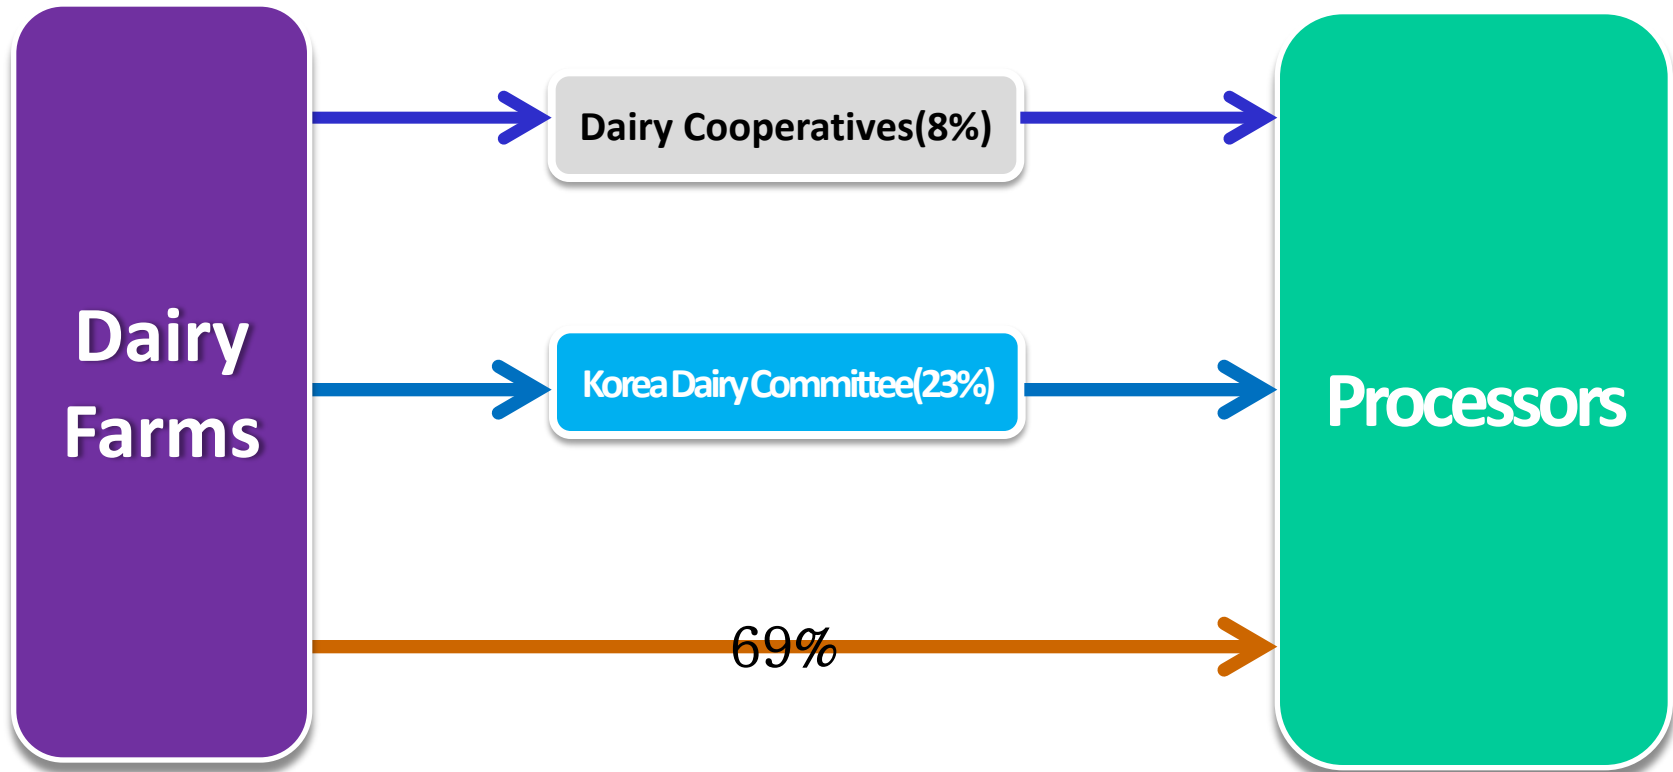 Dairy
Farms
Dairy Cooperatives(8%)
Korea Dairy Committee(23%)
69%
Processors